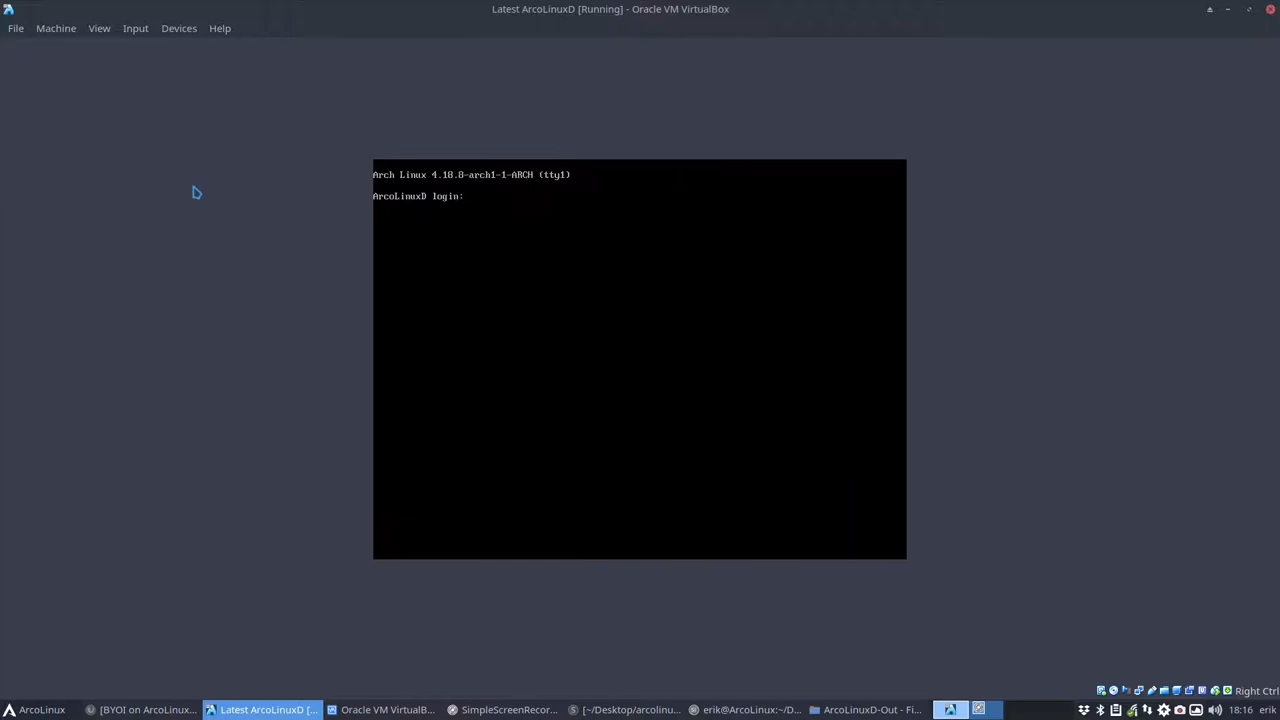 Latest ArcoLinuxD [Running] - Oracle VM VirtualBox
File Machine View Input Devices Help
Arch Linux 4.18.8-arch1-1-ARCH (tty1)
ArcoLinuxD login:
Right Ctrl
ArcoLinux [BYOI on ArcoLinux... Latest ArcoLinuxD [... Oracle VM VirtualB... SimpleScreenRecor... [~/Desktop/arcolinu... erik@ArcoLinux:~/D... ArcoLinuxD-Out - Fi... 18:16 erik